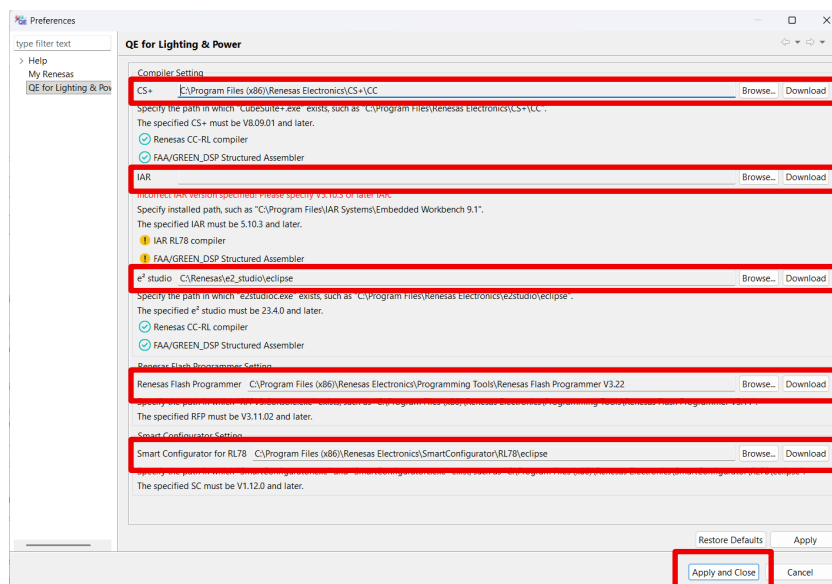 Preferences
type filter text
QE for Lighting & Power
Help
My Renesas
QE for Lighting & Pow
Compiler Setting
CS+ C:\Program Files (x86)\Renesas Electronics\CS+\CC Browse... Download
Specify the path in which "CubeSuite+.exe" exists, such as "C:\Program Files\Renesas Electronics\CS+\CC".
The specified CS+ must be V8.09.01 and later.
Renesas CC-RL compiler
FAA/GREEN_DSP Structured Assembler
IAR Browse... Download
Incorrect IAR version specified! Please specify V5.10.3 or later IAR.
Specify installed path, such as "C:\Program Files\IAR Systems\Embedded Workbench 9.1".
The specified IAR must be 5.10.3 and later.
IAR RL78 compiler
FAA/GREEN_DSP Structured Assembler
e² studio C:\Renesas\e2_studio\eclipse Browse... Download
Specify the path in which "e2studioc.exe" exists, such as "C:\Program Files\Renesas Electronics\e2studio\eclipse".
The specified e² studio must be 23.4.0 and later.
Renesas CC-RL compiler
FAA/GREEN_DSP Structured Assembler
Renesas Flash Programmer Setting
Renesas Flash Programmer C:\Program Files (x86)\Renesas Electronics\Programming Tools\Renesas Flash Programmer V3.22 Browse... Download
The specified RFP must be V3.11.02 and later.
Smart Configurator Setting
Smart Configurator for RL78 C:\Program Files (x86)\Renesas Electronics\SmartConfigurator\RL78\eclipse Browse... Download
The specified SC must be V1.12.0 and later.
Restore Defaults Apply
Apply and Close Cancel